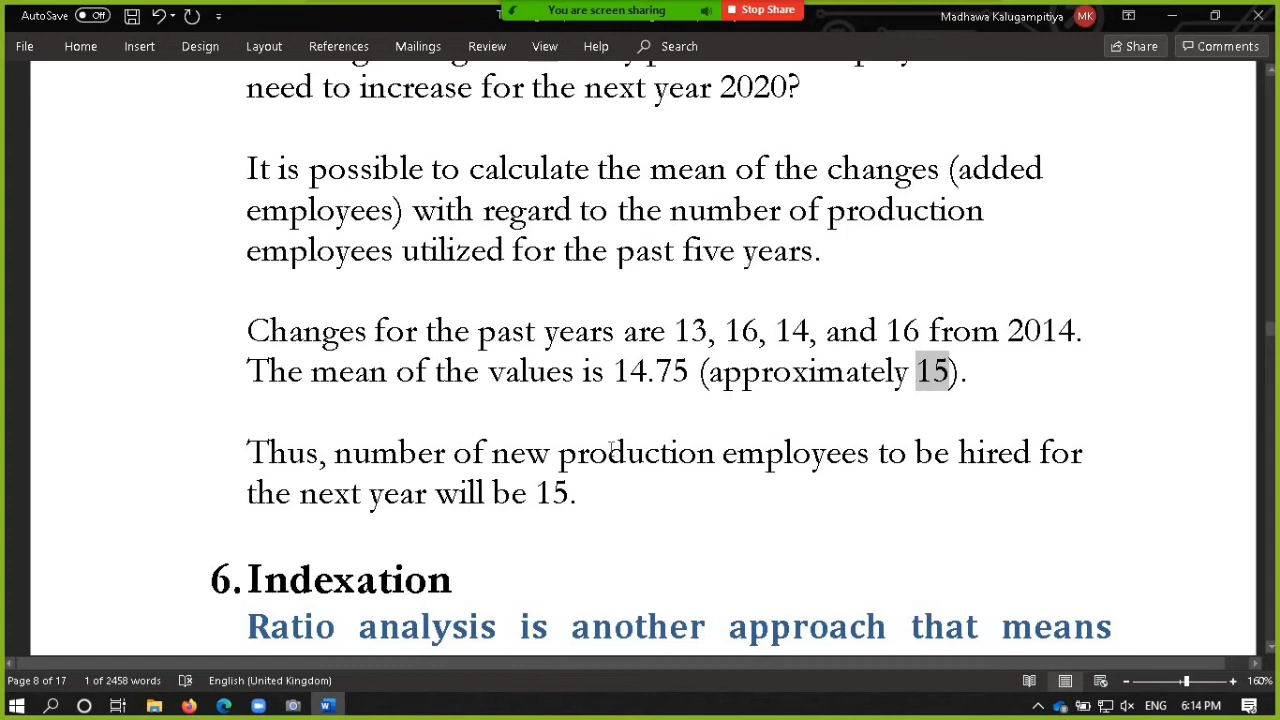 AutoSave Off
You are screen sharing
Stop Share
Madhawa Kalugampitiya MK
File Home Insert Design Layout References Mailings Review View Help Search Share Comments
need to increase for the next year 2020?
It is possible to calculate the mean of the changes (added
employees) with regard to the number of production
employees utilized for the past five years.
Changes for the past years are 13, 16, 14, and 16 from 2014.
The mean of the values is 14.75 (approximately 15).
Thus, number of new production employees to be hired for
the next year will be 15.
6. Indexation
Ratio analysis is another approach that means
Page 8 of 17 1 of 2458 words English (United Kingdom) 160%
ENG 6:14 PM